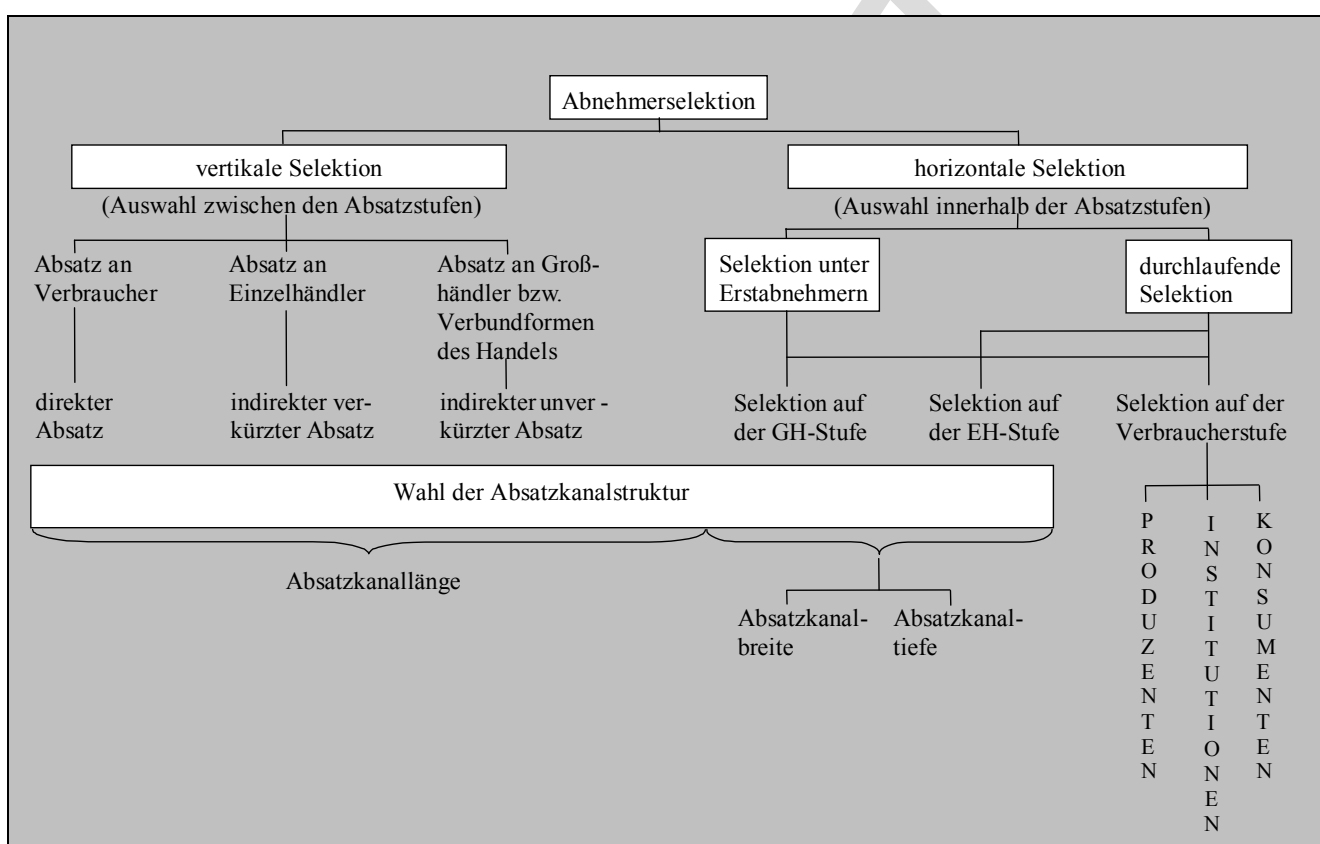 Abnehmerselektion
vertikale Selektion
(Auswahl zwischen den Absatzstufen)
Absatz an
Verbraucher
Absatz an
Einzelhändler
Absatz an Groß-
händler bzw.
Verbundformen
des Handels
direkter
Absatz
indirekter ver-
kürzter Absatz
indirekter unver -
kürzter Absatz
horizontale Selektion
(Auswahl innerhalb der Absatzstufen)
Selektion unter
Erstabnehmern
durchlaufende
Selektion
Selektion auf
der GH-Stufe
Selektion auf
der EH-Stufe
Selektion auf der
Verbraucherstufe
PRODUZENTEN
INSTITUTIONEN
KONSUMENTEN
Wahl der Absatzkanalstruktur
Absatzkanallänge
Absatzkanal-
breite
Absatzkanal-
tiefe